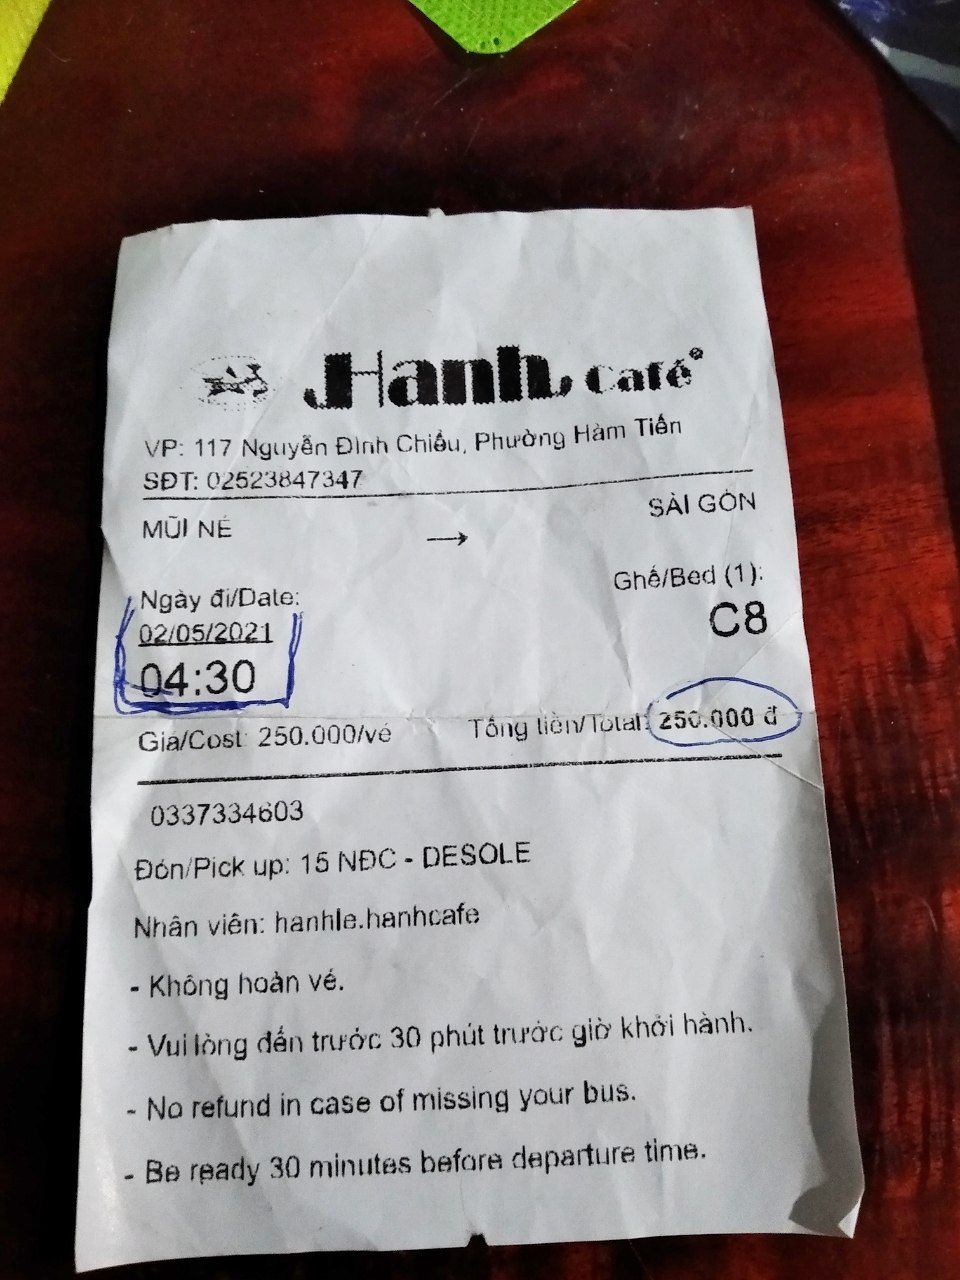 Hanh Café®
VP: 117 Nguyễn Đình Chiểu, Phường Hàm Tiến
SĐT: 02523847347
MŨI NÉ → SÀI GÒN
Ngày đi/Date: Ghế/Bed (1):
02/05/2021 C8
04:30
Giá/Cost: 250.000/vé Tổng tiền/Total: 250.000 đ
0337334603
Đón/Pick up: 15 NĐC - DESOLE
Nhân viên: hanhle.hanhcafe
- Không hoàn vé.
- Vui lòng đến trước 30 phút trước giờ khởi hành.
- No refund in case of missing your bus.
- Be ready 30 minutes before departure time.